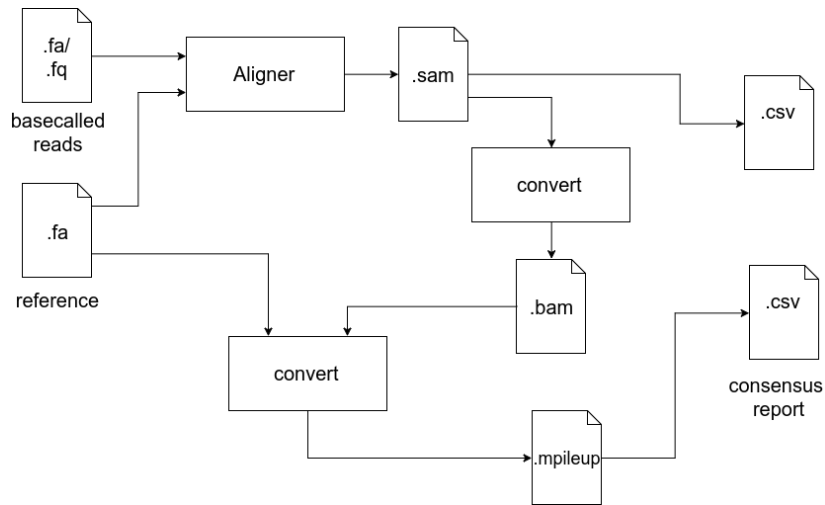 .fa/
.fq
basecalled
reads
Aligner
.sam
.csv
convert
.fa
reference
.bam
.csv
consensus
report
convert
.mpileup